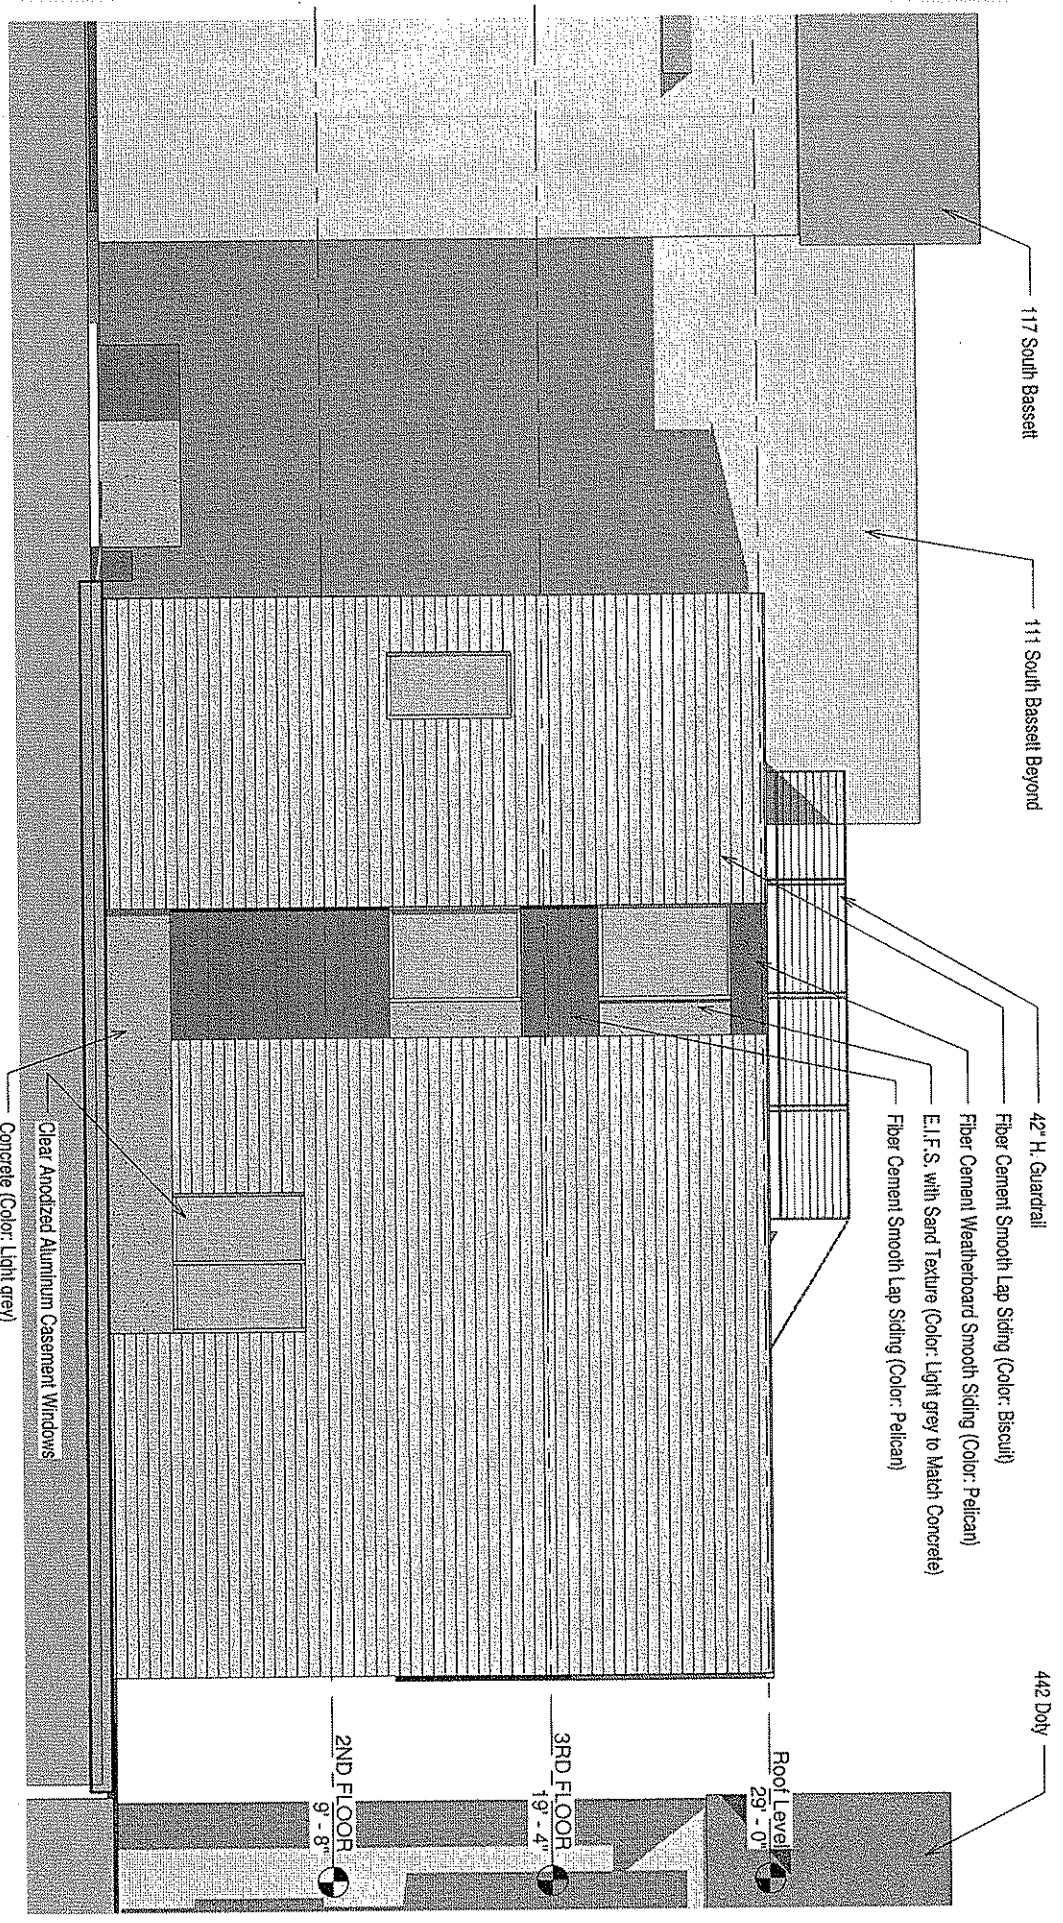 117 South Bassett
111 South Bassett Beyond
42" H. Guardrail
Fiber Cement Smooth Lap Siding (Color: Biscuit)
Fiber Cement Weatherboard Smooth Siding (Color: Pelican)
E.I.F.S. with Sand Texture (Color: Light grey to Match Concrete)
Fiber Cement Smooth Lap Siding (Color: Pelican)
442 Doty
Roof Level
29' - 0"
3RD FLOOR
19' - 4"
2ND FLOOR
9' - 8"
Clear Anodized Aluminum Casement Windows
Concrete (Color: Light grey)